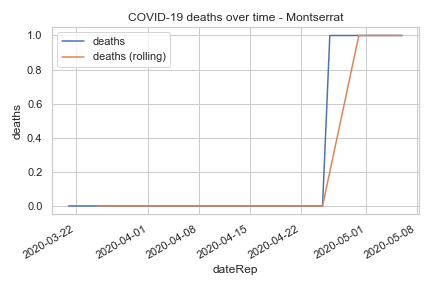 COVID-19 deaths over time - Montserrat
deaths
deaths (rolling)
1.0
0.8
0.6
0.4
0.2
0.0
deaths
2020-03-22
2020-04-01
2020-04-08
2020-04-15
2020-04-22
2020-05-01
2020-05-08
dateRep